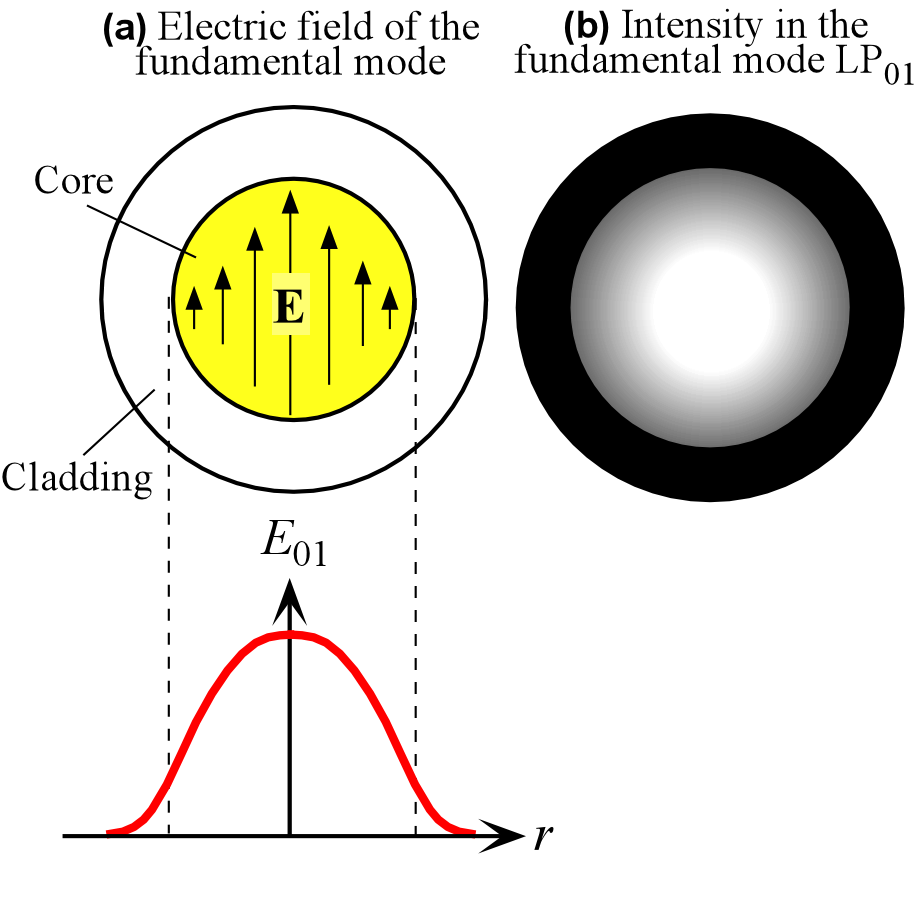 (a) Electric field of the
fundamental mode
(b) Intensity in the
fundamental mode LP01
Core
E
Cladding
E01
r